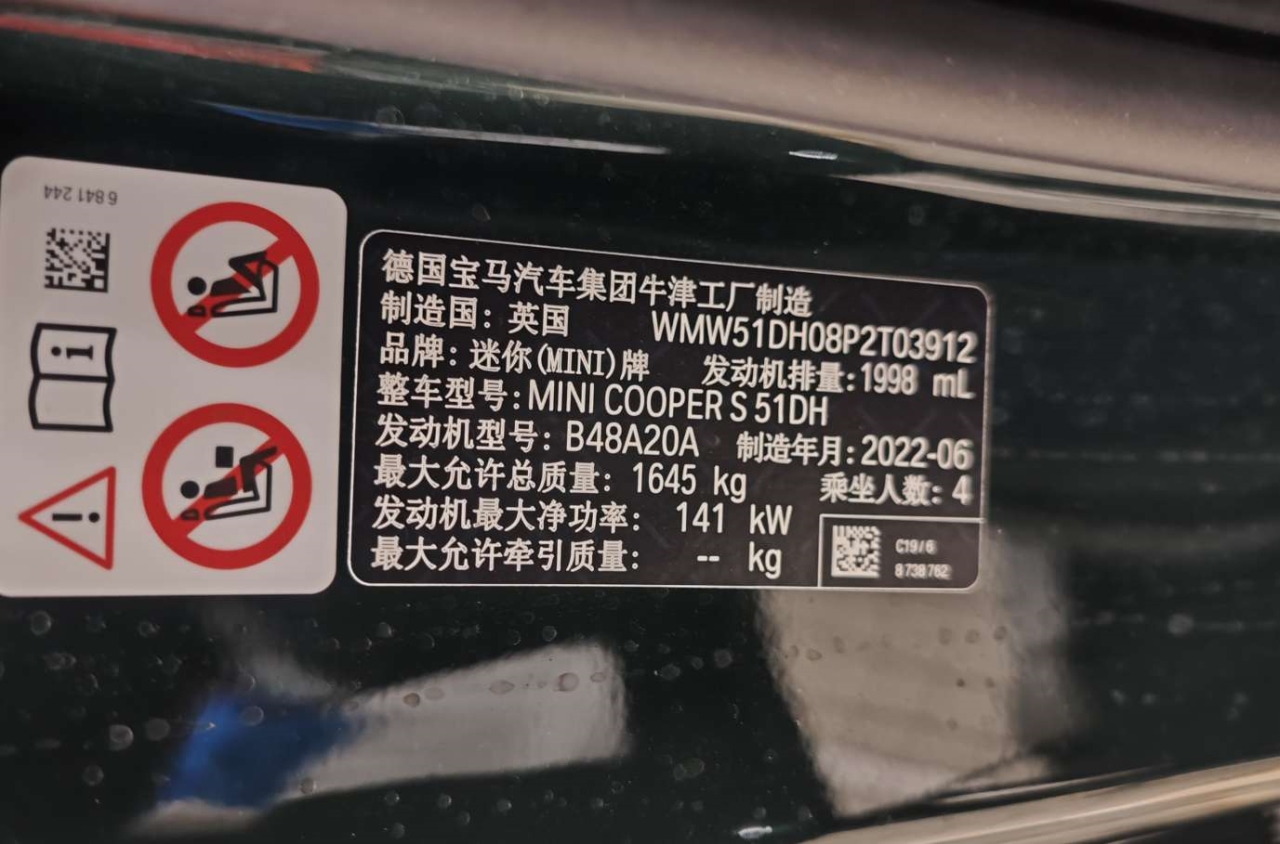 6 841 244
德国宝马汽车集团牛津工厂制造
制造国：英国 WMW51DH08P2T03912
品牌：迷你(MINI)牌 发动机排量：1998 mL
整车型号：MINI COOPER S 51DH
发动机型号：B48A20A 制造年月：2022-06
最大允许总质量：1645 kg 乘坐人数：4
发动机最大净功率：141 kW
最大允许牵引质量：-- kg
C19/6
8 738 762